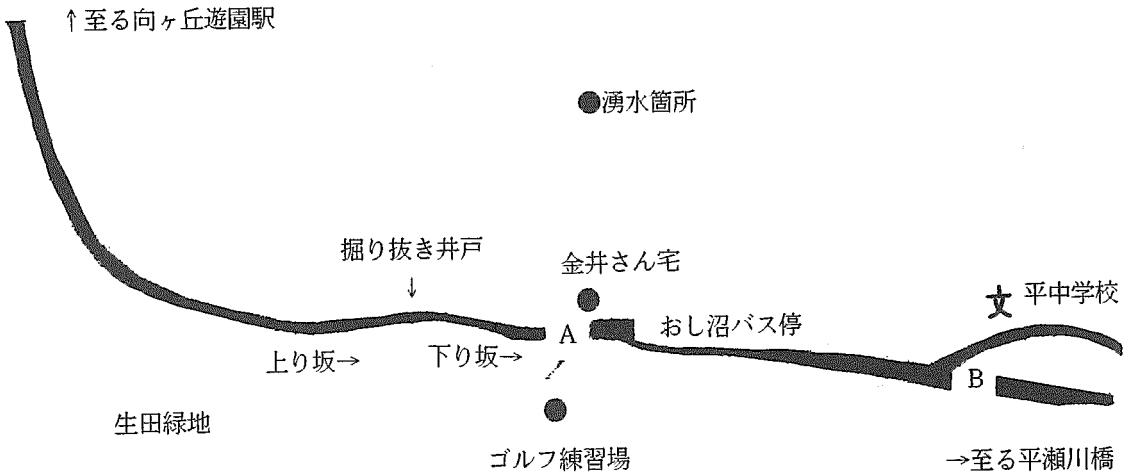 ↑至る向ヶ丘遊園駅
湧水箇所
掘り抜き井戸
↓
金井さん宅
平中学校
A
おし沼バス停
上り坂→
下り坂→
B
生田緑地
ゴルフ練習場
→至る平瀬川橋